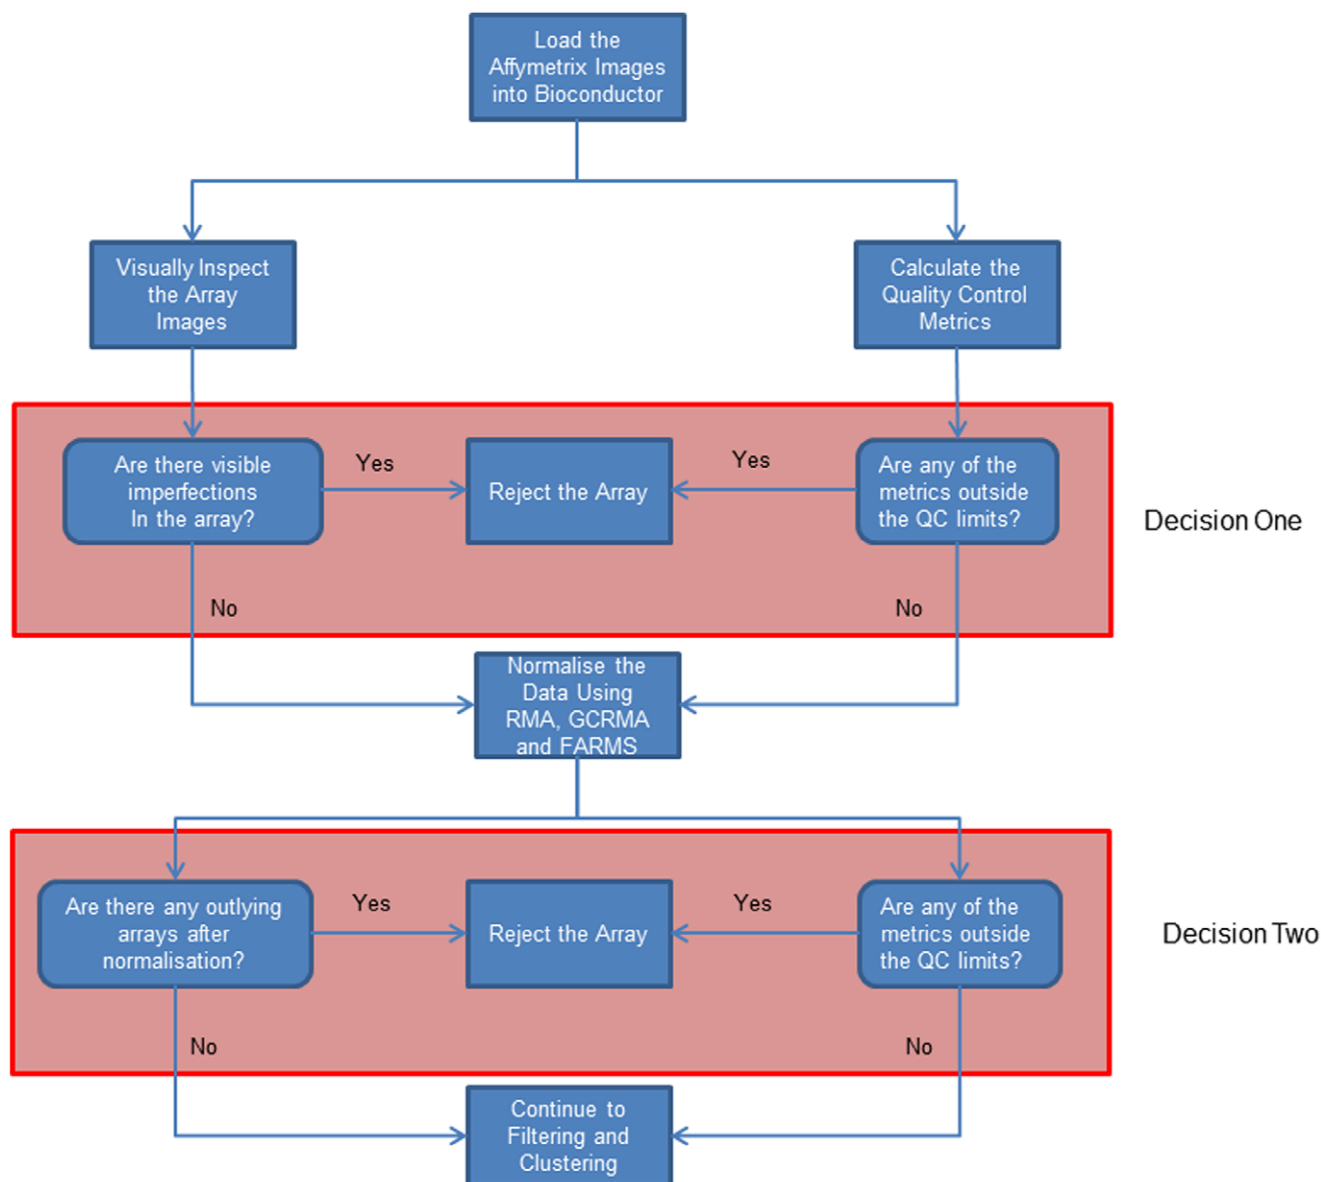 Load the
Affymetrix Images
into Bioconductor
Visually Inspect
the Array
Images
Calculate the
Quality Control
Metrics
Are there visible
imperfections
In the array?
Yes
Reject the Array
Yes
Are any of the
metrics outside
the QC limits?
Decision One
No
No
Normalise the
Data Using
RMA, GCRMA
and FARMS
Are there any outlying
arrays after
normalisation?
Yes
Reject the Array
Yes
Are any of the
metrics outside
the QC limits?
Decision Two
No
No
Continue to
Filtering and
Clustering